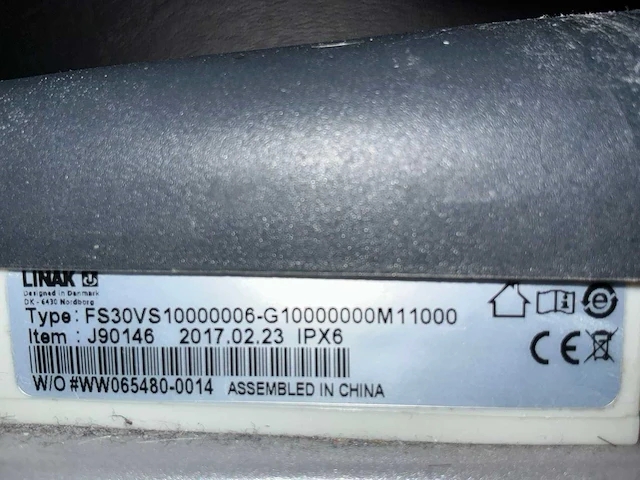 LINAK
Designed in Denmark
DK - 6430 Nordborg
Type: FS30VS10000006-G10000000M11000
Item : J90146 2017.02.23 IPX6
W/O #WW065480-0014 ASSEMBLED IN CHINA
CE